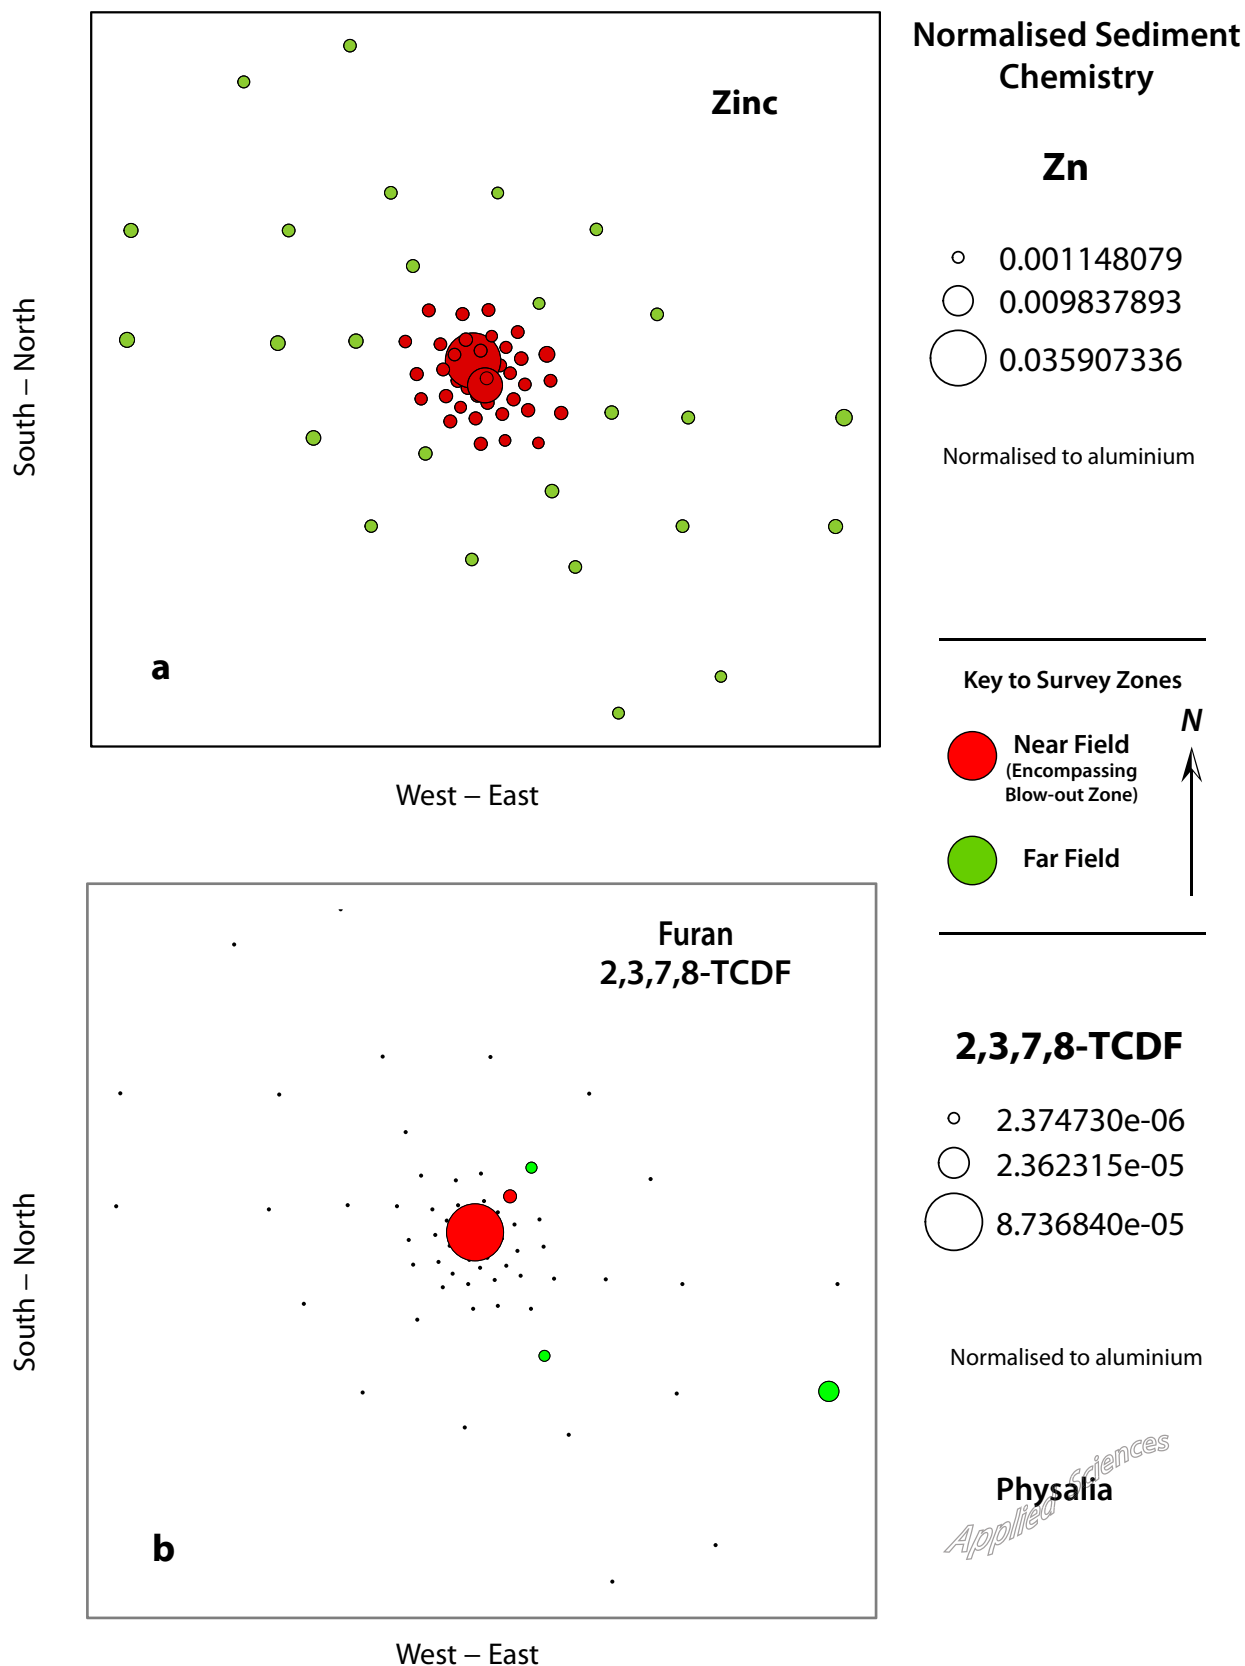 Normalised Sediment
Chemistry
Zinc
Zn
0.001148079
0.009837893
0.035907336
Normalised to aluminium
South – North
a
West – East
Key to Survey Zones
N
Near Field
(Encompassing
Blow-out Zone)
Far Field
Furan
2,3,7,8-TCDF
2,3,7,8-TCDF
2.374730e-06
2.362315e-05
8.736840e-05
South – North
Normalised to aluminium
Physalia
Applied Sciences
b
West – East